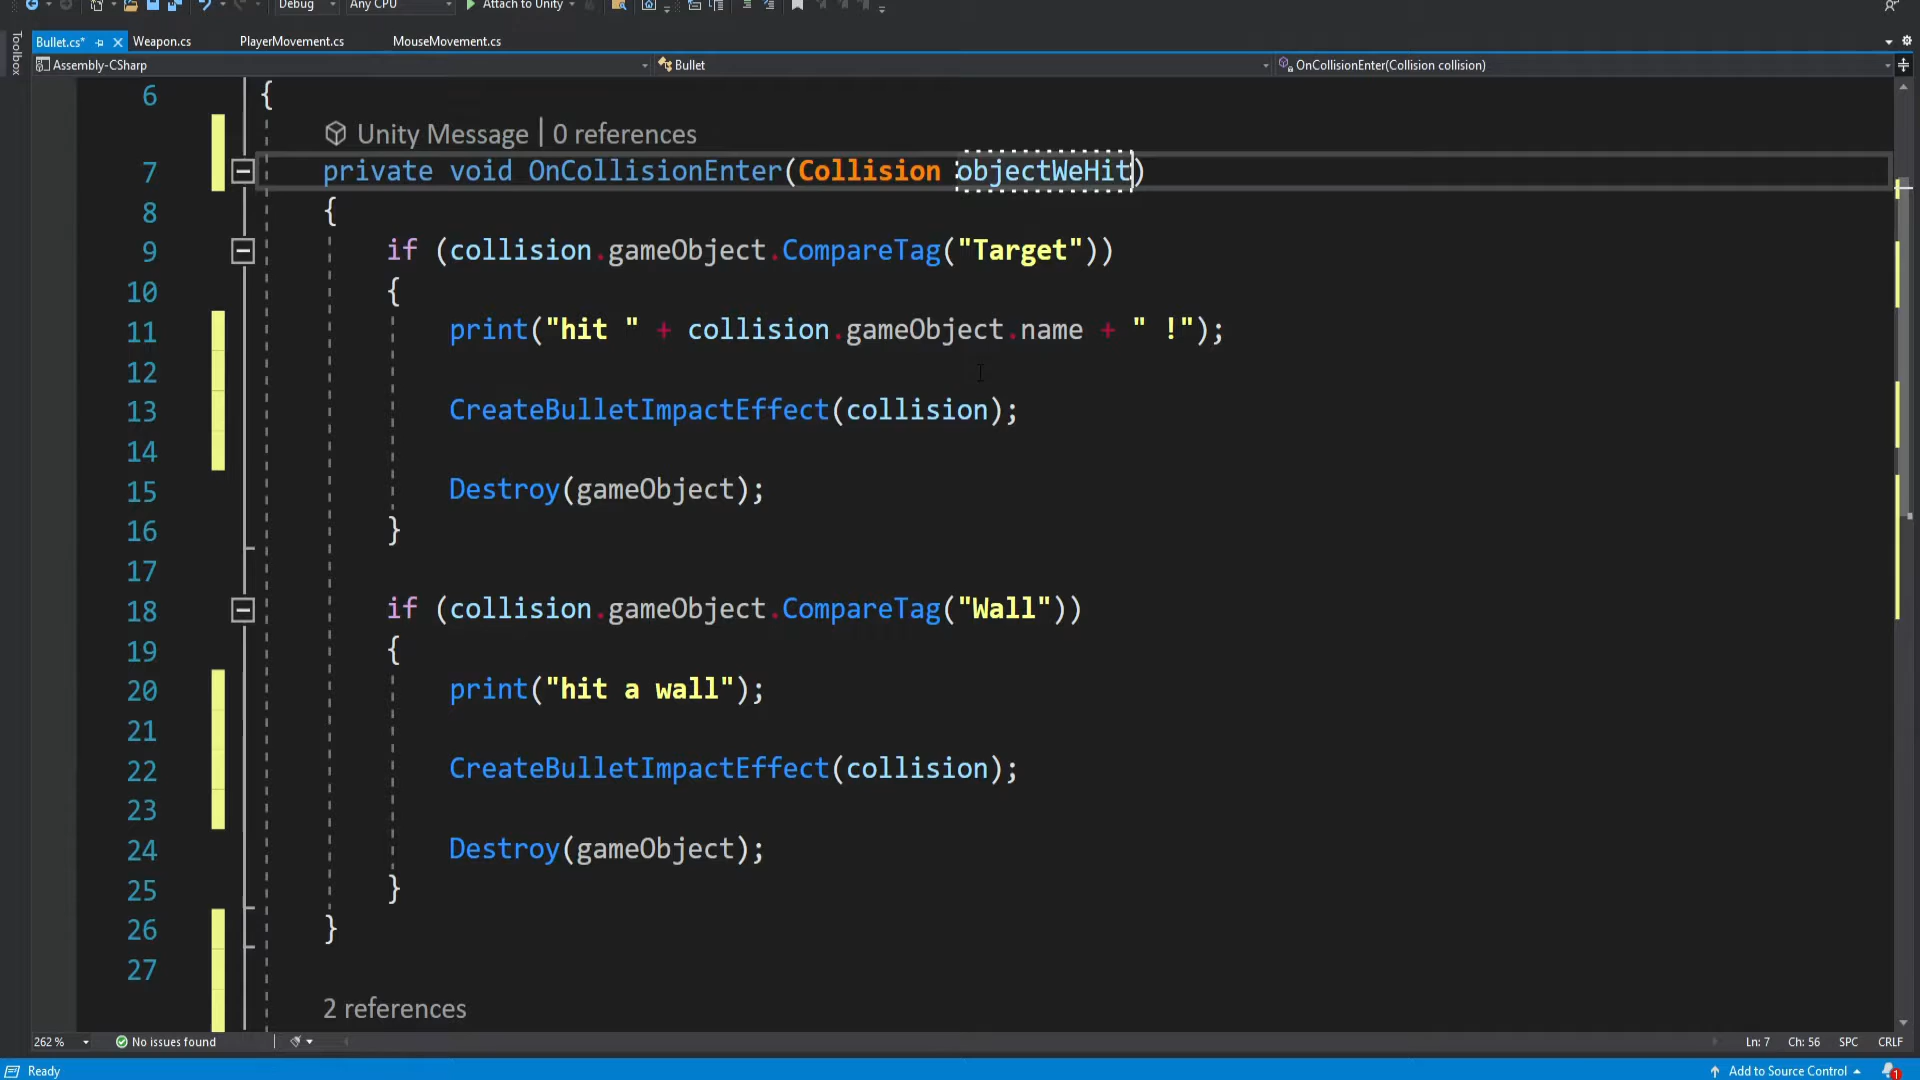 Debug
Any CPU
Attach to Unity
Toolbox
Bullet.cs*
Weapon.cs
PlayerMovement.cs
MouseMovement.cs
Assembly-CSharp
Bullet
OnCollisionEnter(Collision collision)
6 {
Unity Message | 0 references
7 private void OnCollisionEnter(Collision objectWeHit)
8 {
9 if (collision.gameObject.CompareTag("Target"))
10 {
11 print("hit " + collision.gameObject.name + " !");
12
13 CreateBulletImpactEffect(collision);
14
15 Destroy(gameObject);
16 }
17
18 if (collision.gameObject.CompareTag("Wall"))
19 {
20 print("hit a wall");
21
22 CreateBulletImpactEffect(collision);
23
24 Destroy(gameObject);
25 }
26 }
27
2 references
262 %
No issues found
Ln: 7
Ch: 56
SPC
CRLF
Ready
Add to Source Control
1